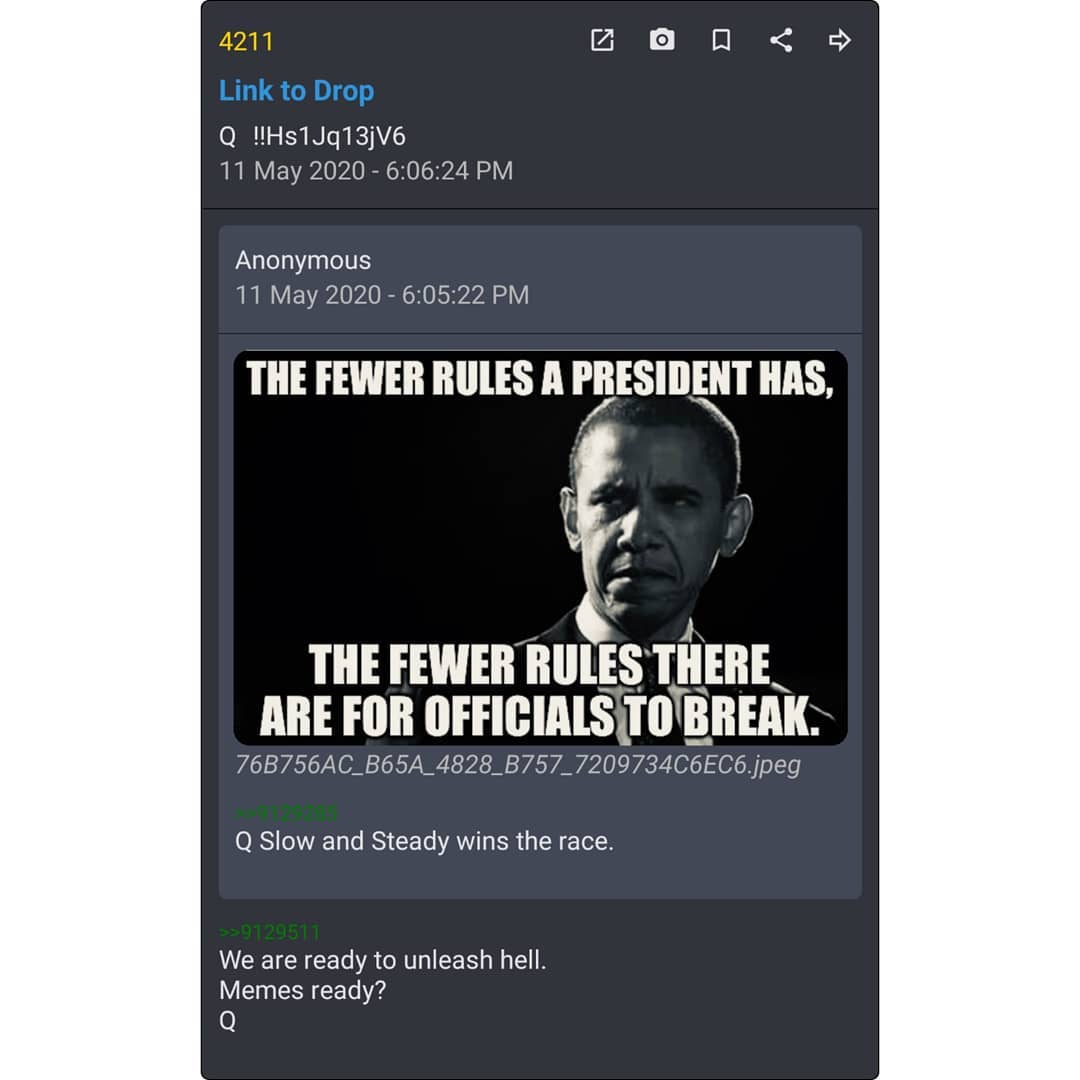 4211
Link to Drop
Q !!Hs1Jq13jV6
11 May 2020 - 6:06:24 PM
Anonymous
11 May 2020 - 6:05:22 PM
THE FEWER RULES A PRESIDENT HAS,
THE FEWER RULES THERE
ARE FOR OFFICIALS TO BREAK.
76B756AC_B65A_4828_B757_7209734C6EC6.jpeg
Q Slow and Steady wins the race.
>>9129511
We are ready to unleash hell.
Memes ready?
Q